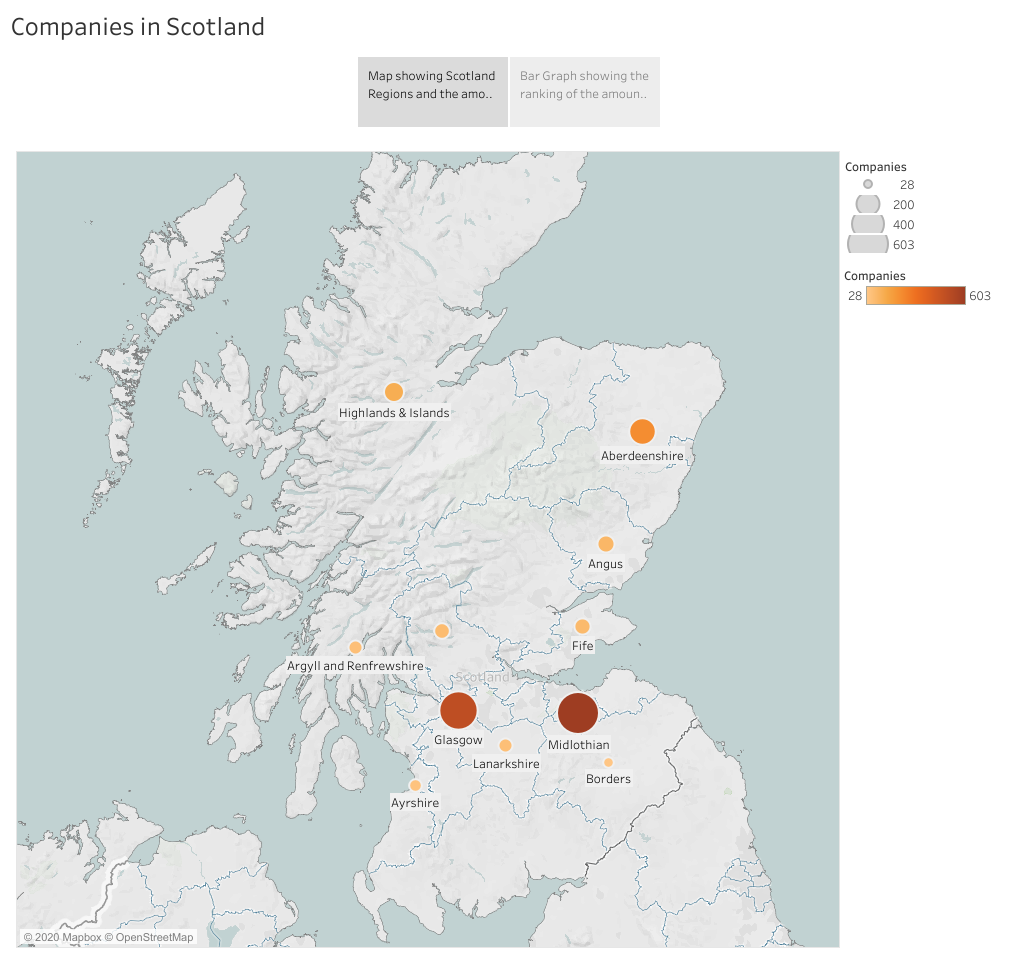 Companies in Scotland
Map showing Scotland
Regions and the amo..
Bar Graph showing the
ranking of the amoun..
Companies
28
200
400
603
Companies
28
603
Highlands & Islands
Aberdeenshire
Angus
Fife
Argyll and Renfrewshire
Scotland
Glasgow
Midlothian
Lanarkshire
Borders
Ayrshire
© 2020 Mapbox © OpenStreetMap